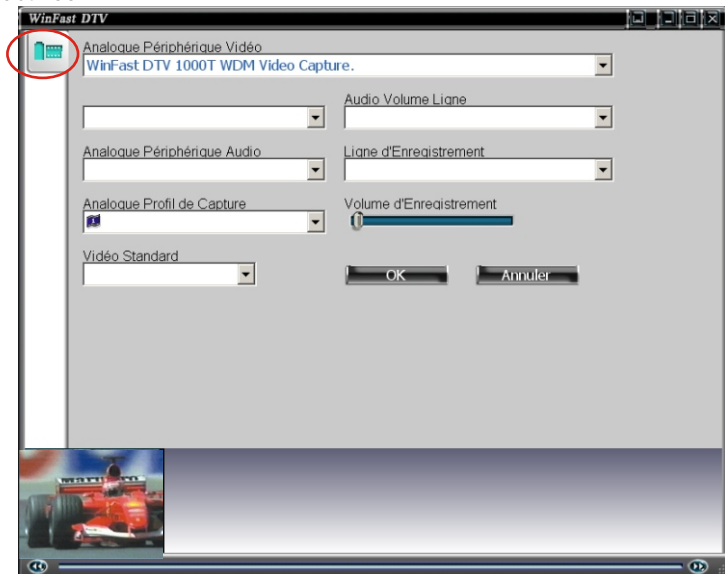 WinFast DTV
Analogue Périphérique Vidéo
WinFast DTV 1000T WDM Video Capture.
Audio Volume Ligne
Analogue Périphérique Audio
Ligne d'Enregistrement
Analogue Profil de Capture
Volume d'Enregistrement
Vidéo Standard
OK
Annuler